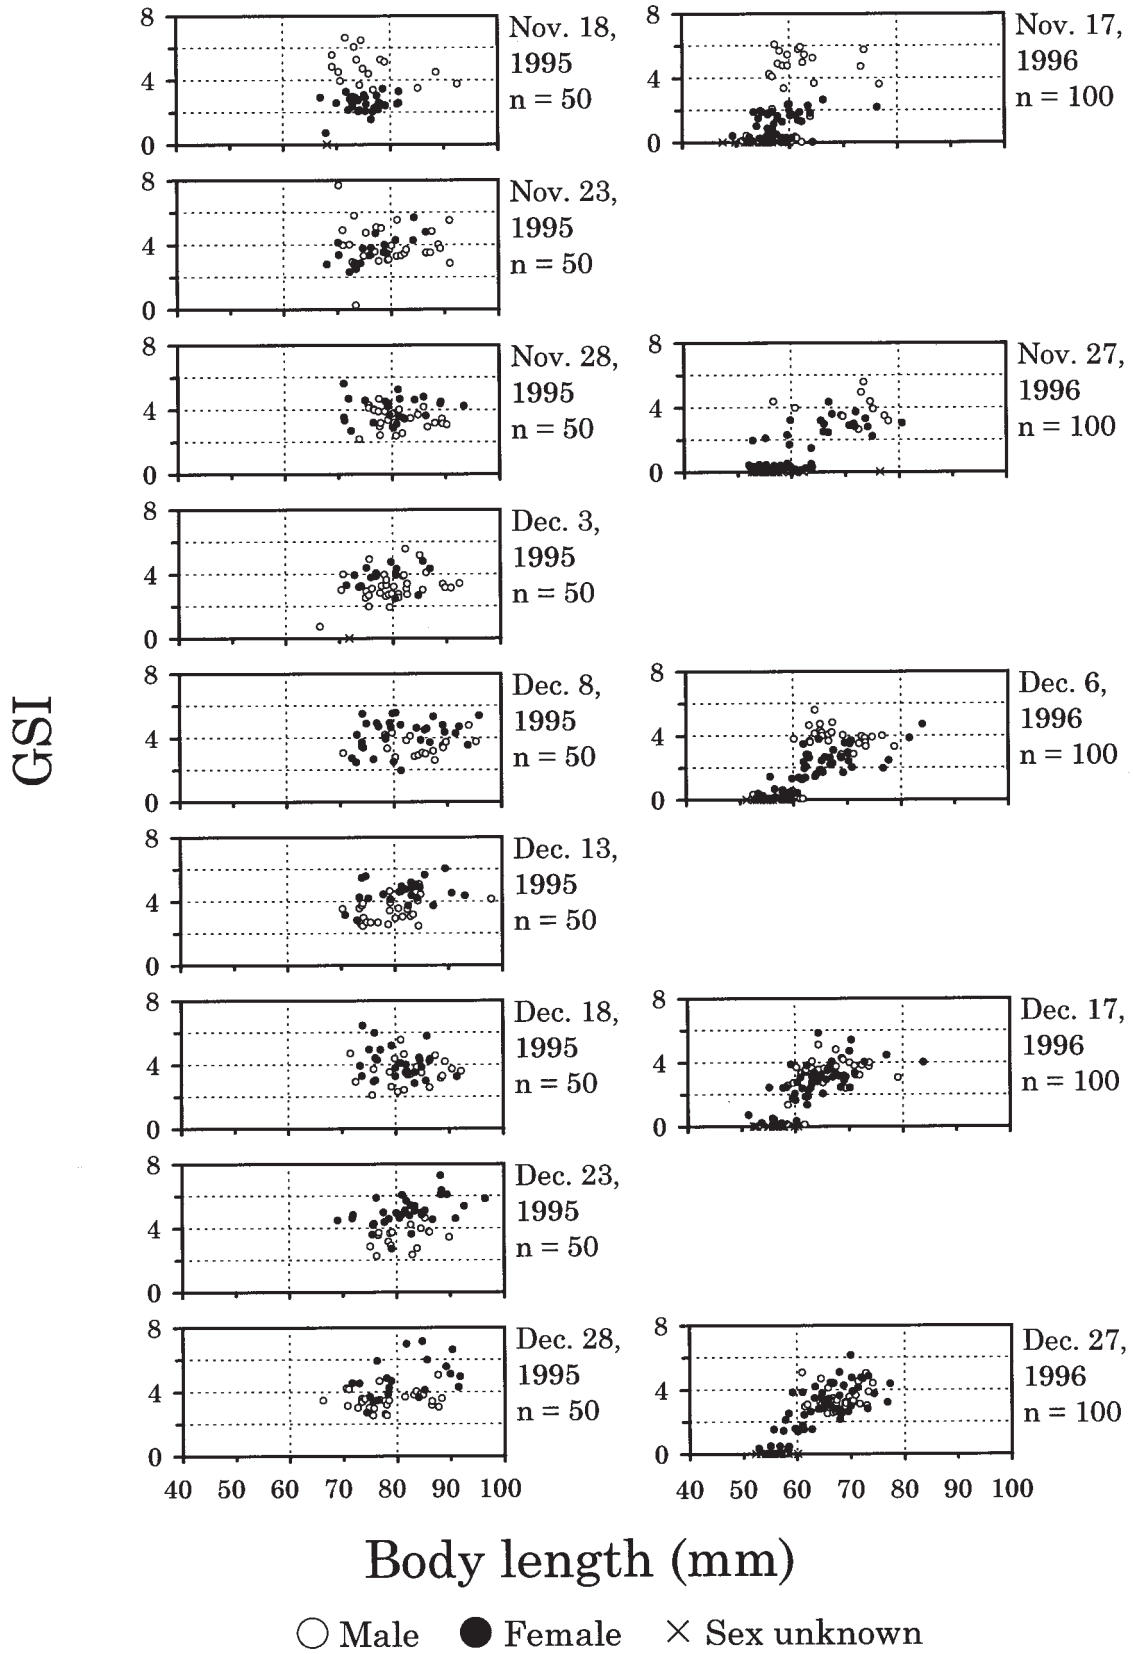 8
4
0
Nov. 18,
1995
n = 50
8
4
0
Nov. 17,
1996
n = 100
8
4
0
Nov. 23,
1995
n = 50
8
4
0
Nov. 28,
1995
n = 50
8
4
0
Nov. 27,
1996
n = 100
8
4
0
Dec. 3,
1995
n = 50
GSI
8
4
0
Dec. 8,
1995
n = 50
8
4
0
Dec. 6,
1996
n = 100
8
4
0
Dec. 13,
1995
n = 50
8
4
0
Dec. 18,
1995
n = 50
8
4
0
Dec. 17,
1996
n = 100
8
4
0
Dec. 23,
1995
n = 50
8
4
0
Dec. 28,
1995
n = 50
8
4
0
Dec. 27,
1996
n = 100
40 50 60 70 80 90 100
40 50 60 70 80 90 100
Body length (mm)
Male Female Sex unknown